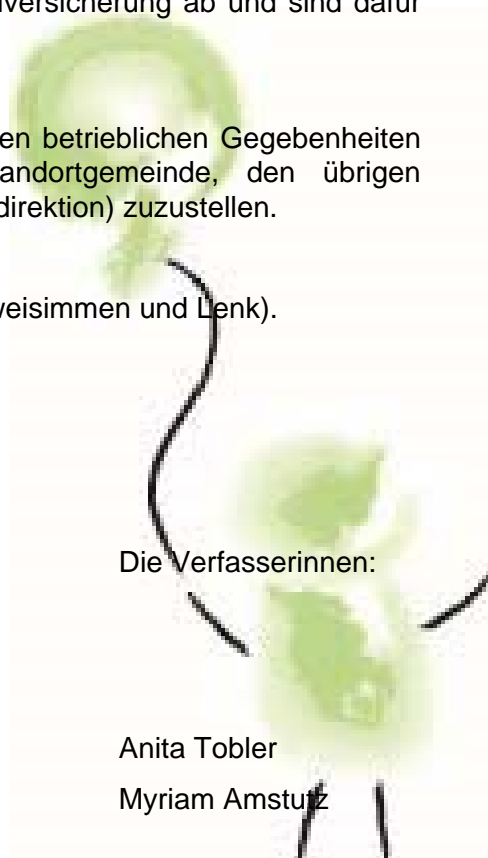 versicherung ab und sind dafür
en betrieblichen Gegebenheiten
andortgemeinde, den übrigen
direktion) zuzustellen.
weisimmen und Lenk).
Die Verfasserinnen:
Anita Tobler
Myriam Amstutz